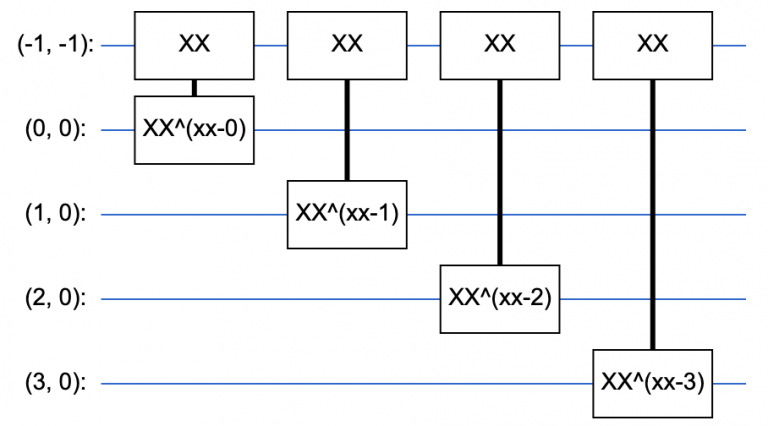 (-1, -1): XX XX XX XX
(0, 0): XX^(xx-0)
(1, 0): XX^(xx-1)
(2, 0): XX^(xx-2)
(3, 0): XX^(xx-3)